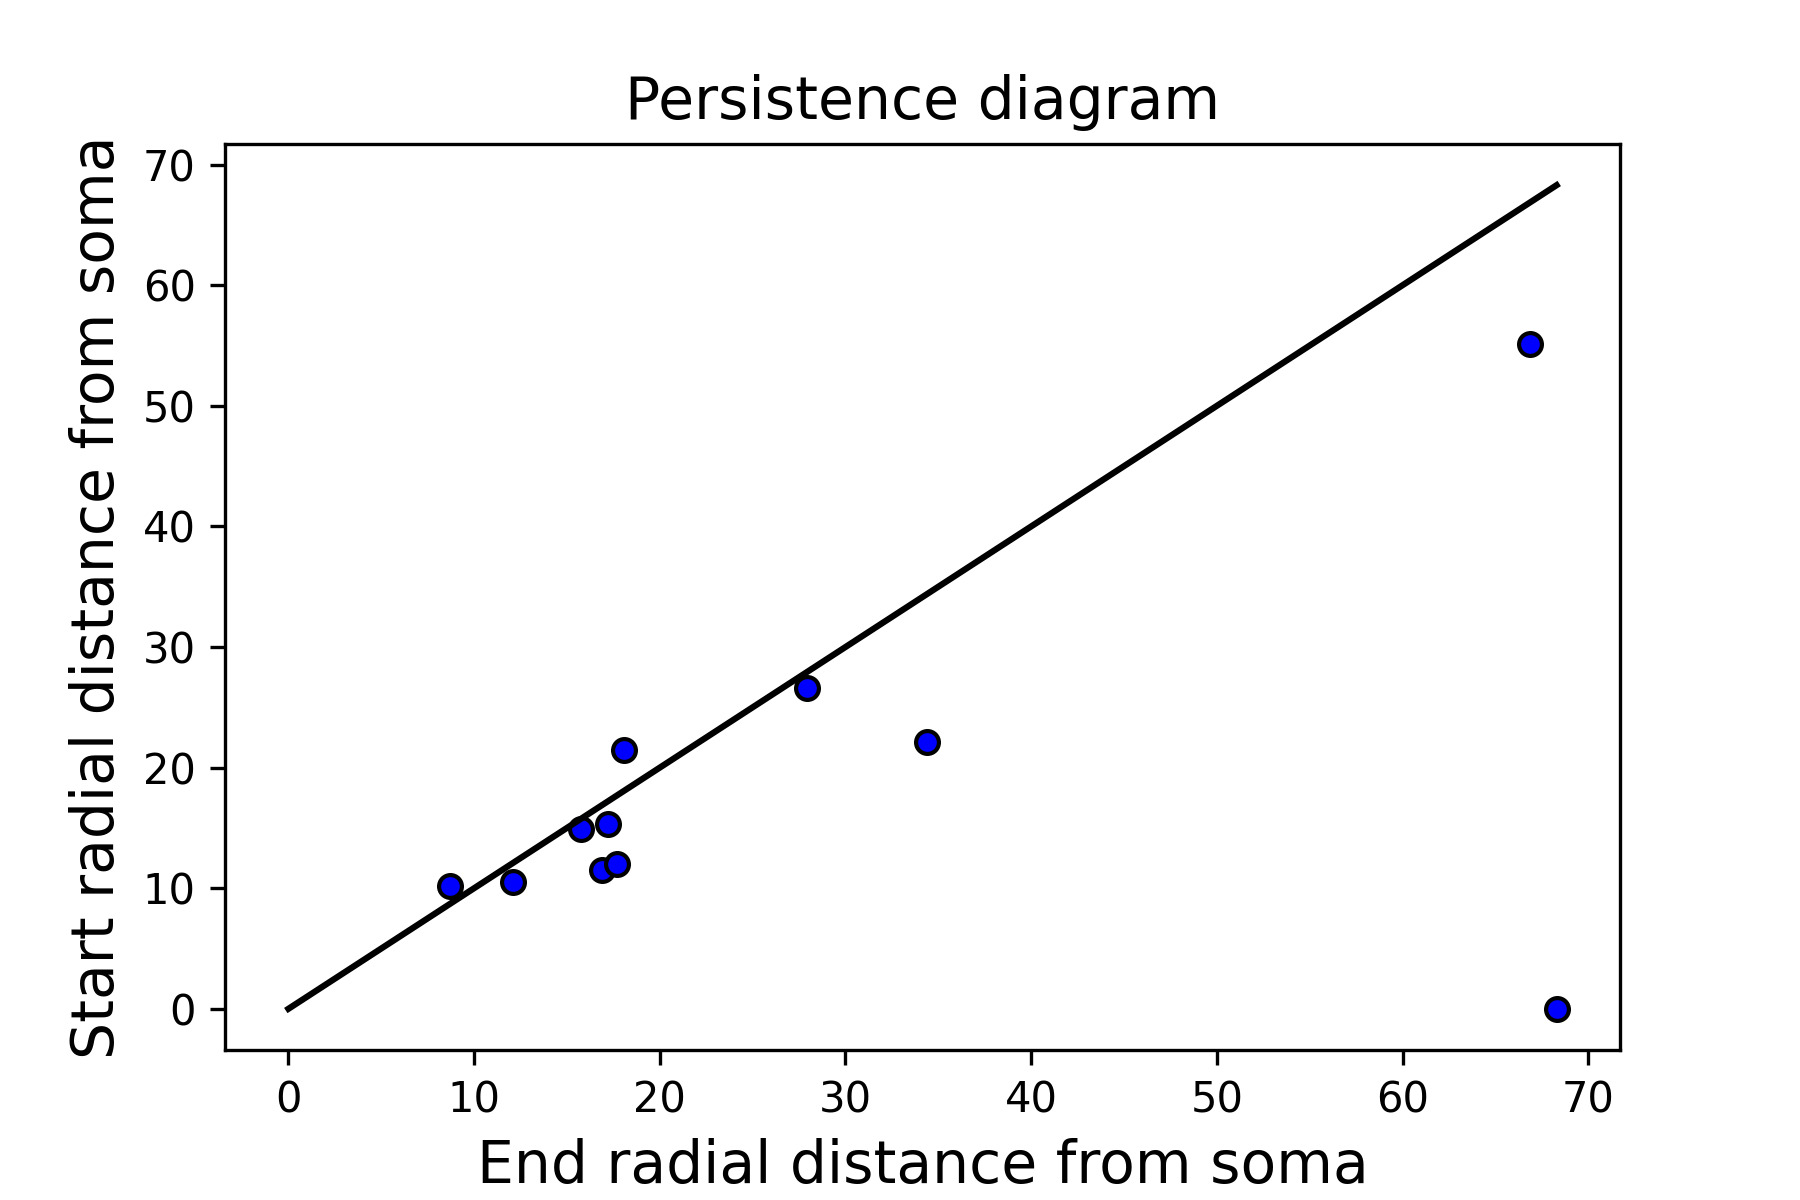 Persistence diagram
Start radial distance from soma
70
60
50
40
30
20
10
0
0 10 20 30 40 50 60 70
End radial distance from soma